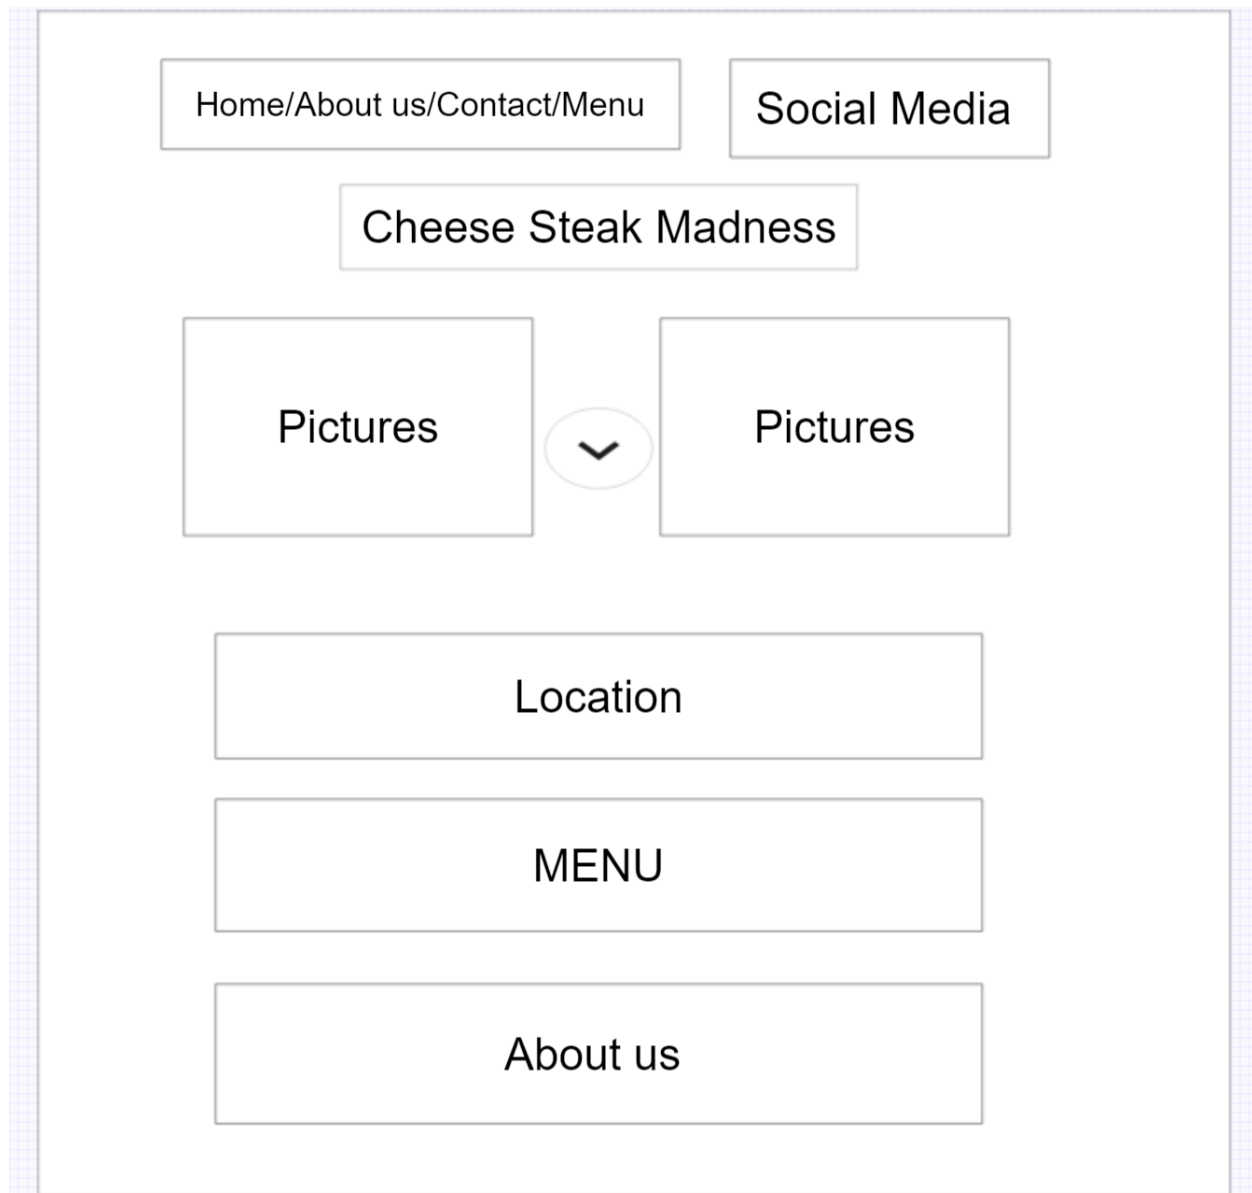 Home/About us/Contact/Menu
Social Media
Cheese Steak Madness
Pictures
Pictures
Location
MENU
About us